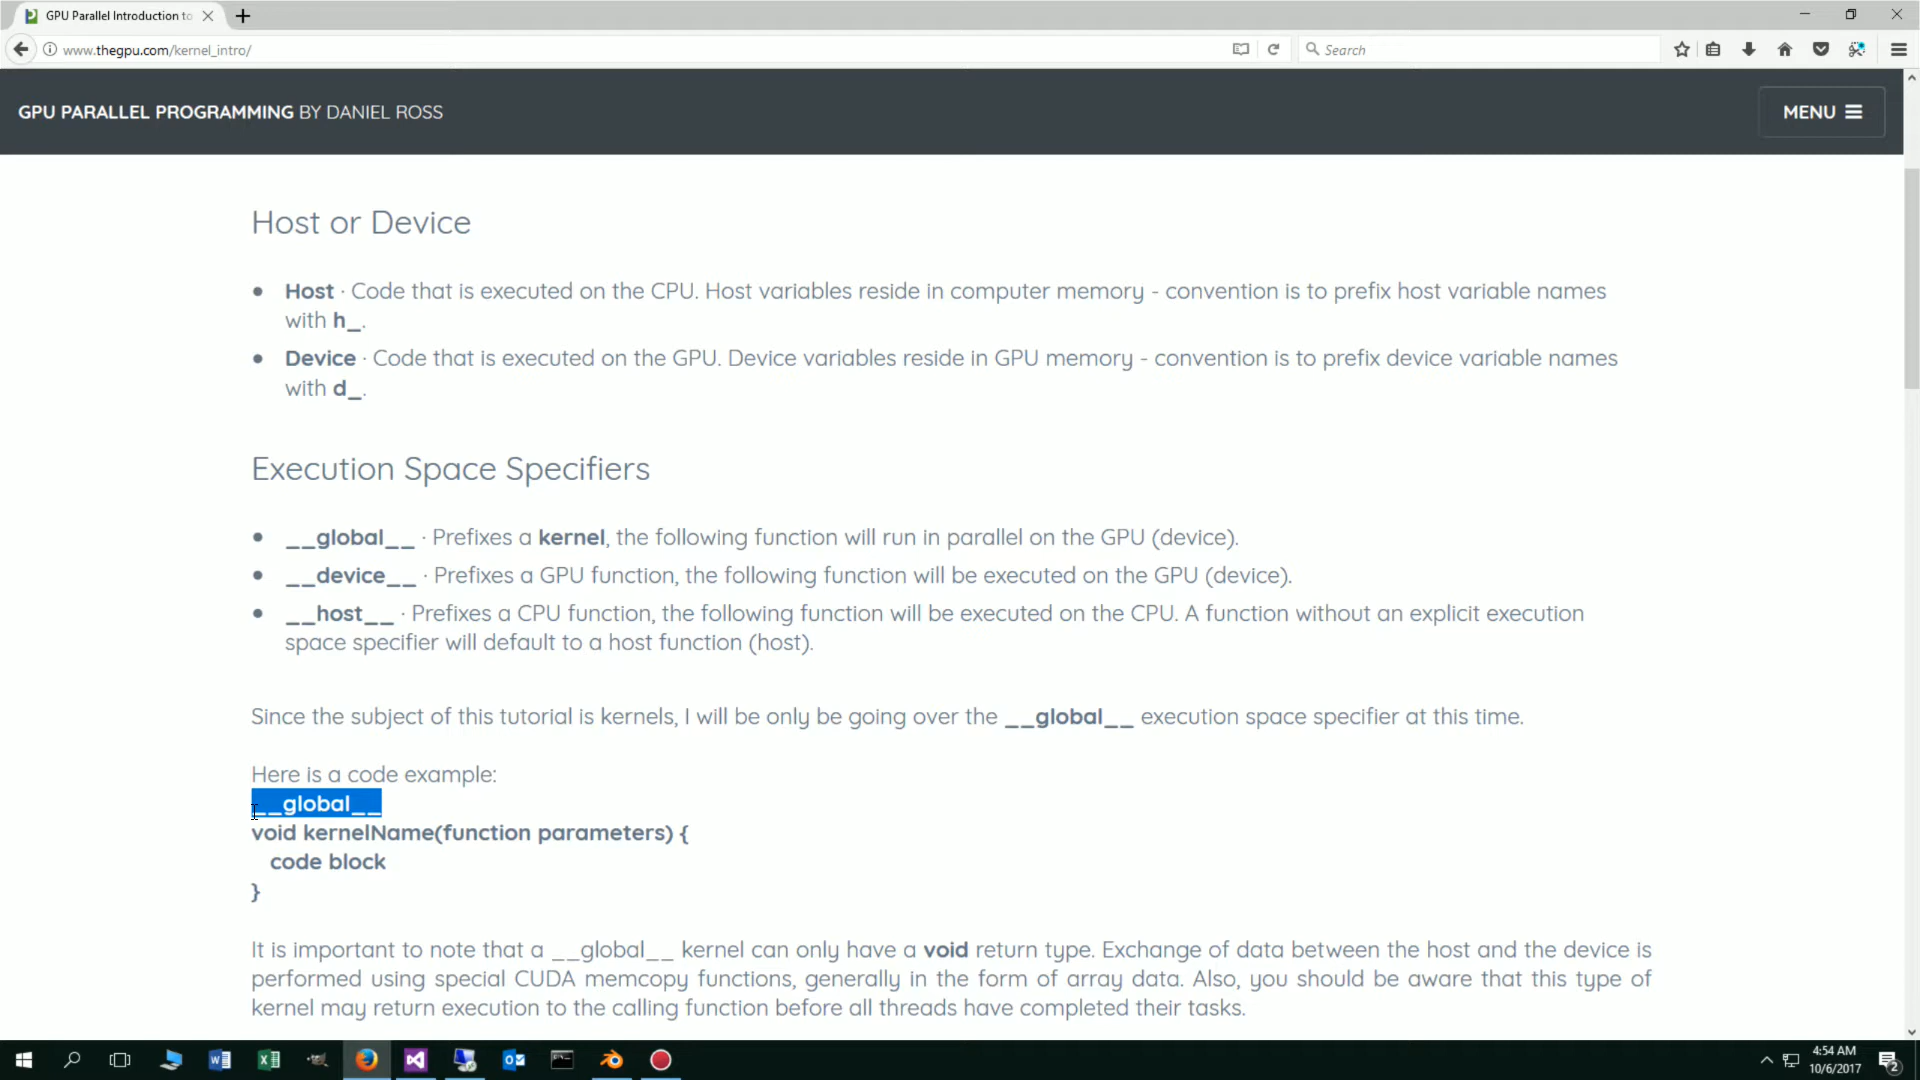 GPU Parallel Introduction to
www.thegpu.com/kernel_intro/
Search
GPU PARALLEL PROGRAMMING BY DANIEL ROSS
MENU
Host or Device
Host · Code that is executed on the CPU. Host variables reside in computer memory - convention is to prefix host variable names
with h_.
Device · Code that is executed on the GPU. Device variables reside in GPU memory - convention is to prefix device variable names
with d_.
Execution Space Specifiers
__global__ · Prefixes a kernel, the following function will run in parallel on the GPU (device).
__device__ · Prefixes a GPU function, the following function will be executed on the GPU (device).
__host__ · Prefixes a CPU function, the following function will be executed on the CPU. A function without an explicit execution
space specifier will default to a host function (host).
Since the subject of this tutorial is kernels, I will be only be going over the __global__ execution space specifier at this time.
Here is a code example:
__global__
void kernelName(function parameters) {
code block
}
It is important to note that a __global__ kernel can only have a void return type. Exchange of data between the host and the device is
performed using special CUDA memcopy functions, generally in the form of array data. Also, you should be aware that this type of
kernel may return execution to the calling function before all threads have completed their tasks.
4:54 AM
10/6/2017
2